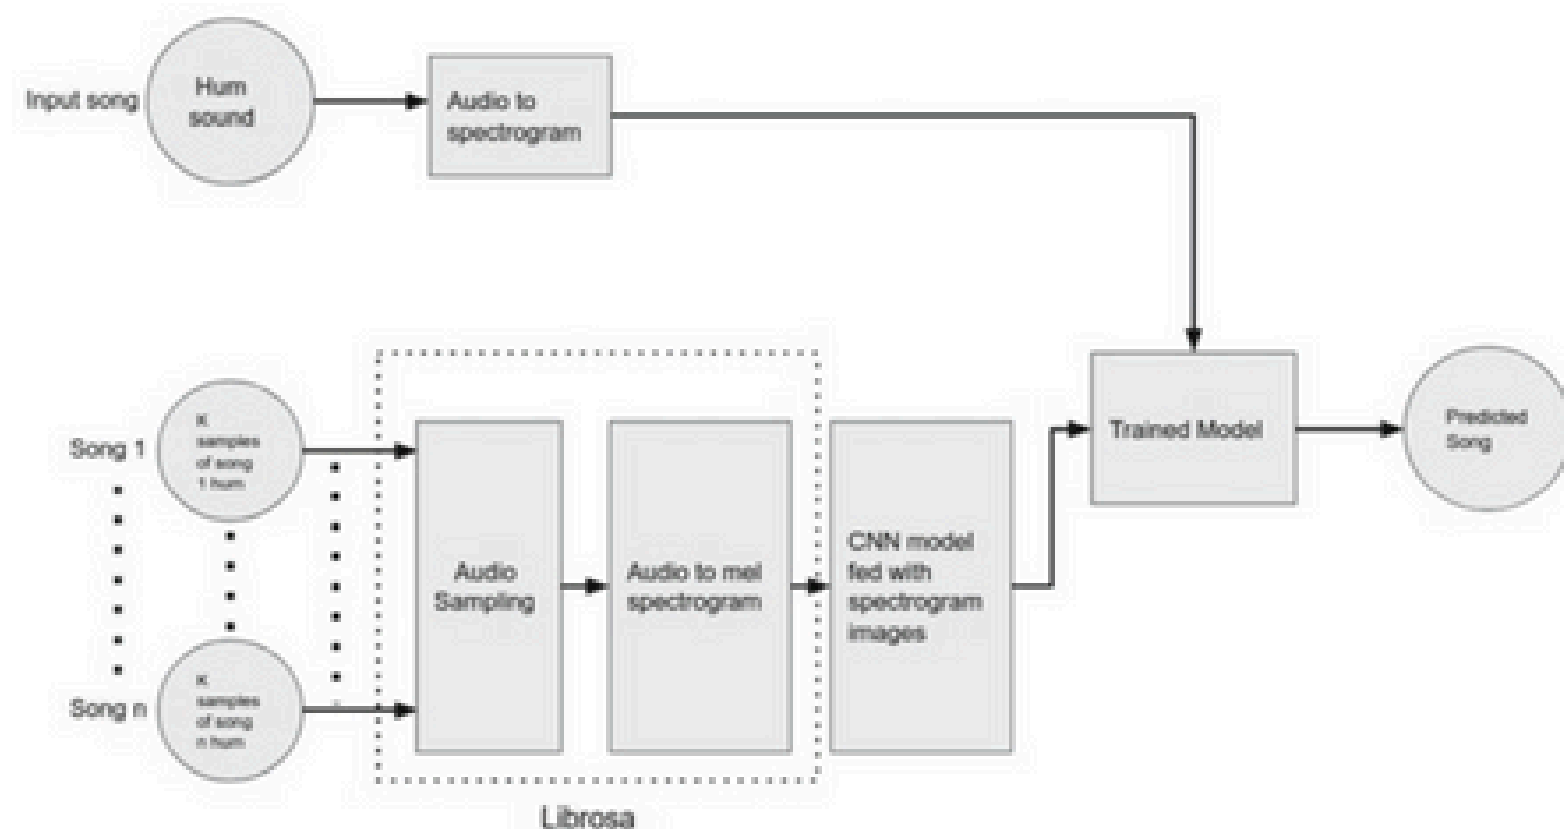 Input song
Hum
sound
Audio to
spectrogram
Song 1
K
samples
of song
1 hum
Song n
K
samples
of song
n hum
Audio
Sampling
Audio to mel
spectrogram
CNN model
fed with
spectrogram
images
Trained Model
Predicted
Song
Librosa